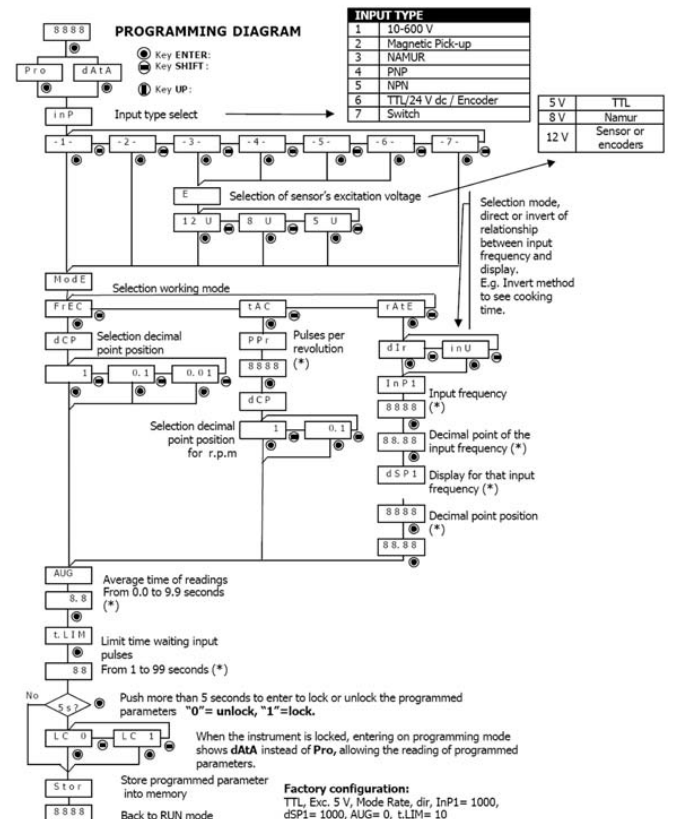 8888
PROGRAMMING DIAGRAM
Key ENTER:
Key SHIFT:
Key UP:
Pro
dAtA
inP
Input type select
INPUT TYPE
1 10-600 V
2 Magnetic Pick-up
3 NAMUR
4 PNP
5 NPN
6 TTL/24 V dc / Encoder
7 Switch
5 V TTL
8 V Namur
12 V Sensor or
encoders
-1- -2- -3- -4- -5- -6- -7-
E
Selection of sensor's excitation voltage
12 U 8 U 5 U
Selection mode,
direct or invert of
relationship
between input
frequency and
display.
E.g. Invert method
to see cooking
time.
ModE
Selection working mode
FrEC tAC rAtE
dCP
Selection decimal
point position
1 0.1 0.01
PPr
Pulses per
revolution
(*)
8888
dCP
Selection decimal
point position
for r.p.m
1 0.1
dIr inU
InP1
Input frequency
(*)
8888
88.88
Decimal point of the
input frequency (*)
dSP1
Display for that input
frequency (*)
8888
Decimal point position
(*)
88.88
AUG
Average time of readings
From 0.0 to 9.9 seconds
(*)
8.8
t.LIM
Limit time waiting input
pulses
88
From 1 to 99 seconds (*)
No
5 s?
Push more than 5 seconds to enter to lock or unlock the programmed
parameters "0"= unlock, "1"=lock.
LC 0 LC 1
When the instrument is locked, entering on programming mode
shows dAtA instead of Pro, allowing the reading of programmed
parameters.
Stor
Store programmed parameter
into memory
8888
Back to RUN mode
Factory configuration:
TTL, Exc. 5 V, Mode Rate, dir, InP1= 1000,
dSP1= 1000, AUG= 0, t.LIM= 10